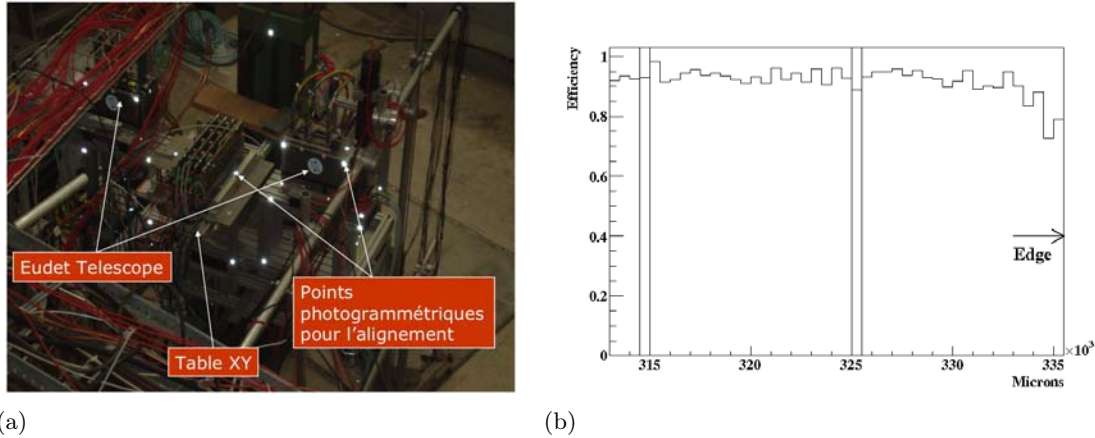 Eudet Telescope
Table XY
Points
photogrammétriques
pour l'alignement
(a)
Efficiency
1
0.8
0.6
0.4
0.2
0
315
320
325
330
335
×10³
Microns
Edge
(b)